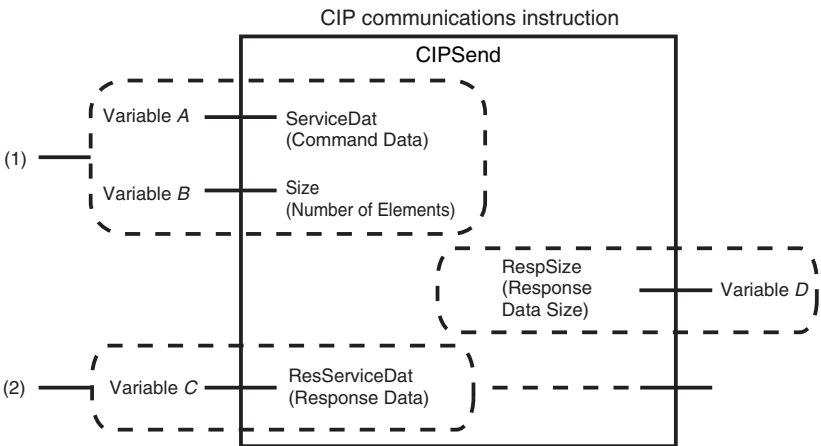 CIP communications instruction
CIPSend
Variable A
ServiceDat
(Command Data)
(1)
Variable B
Size
(Number of Elements)
RespSize
(Response
Data Size)
Variable D
(2)
Variable C
ResServiceDat
(Response Data)